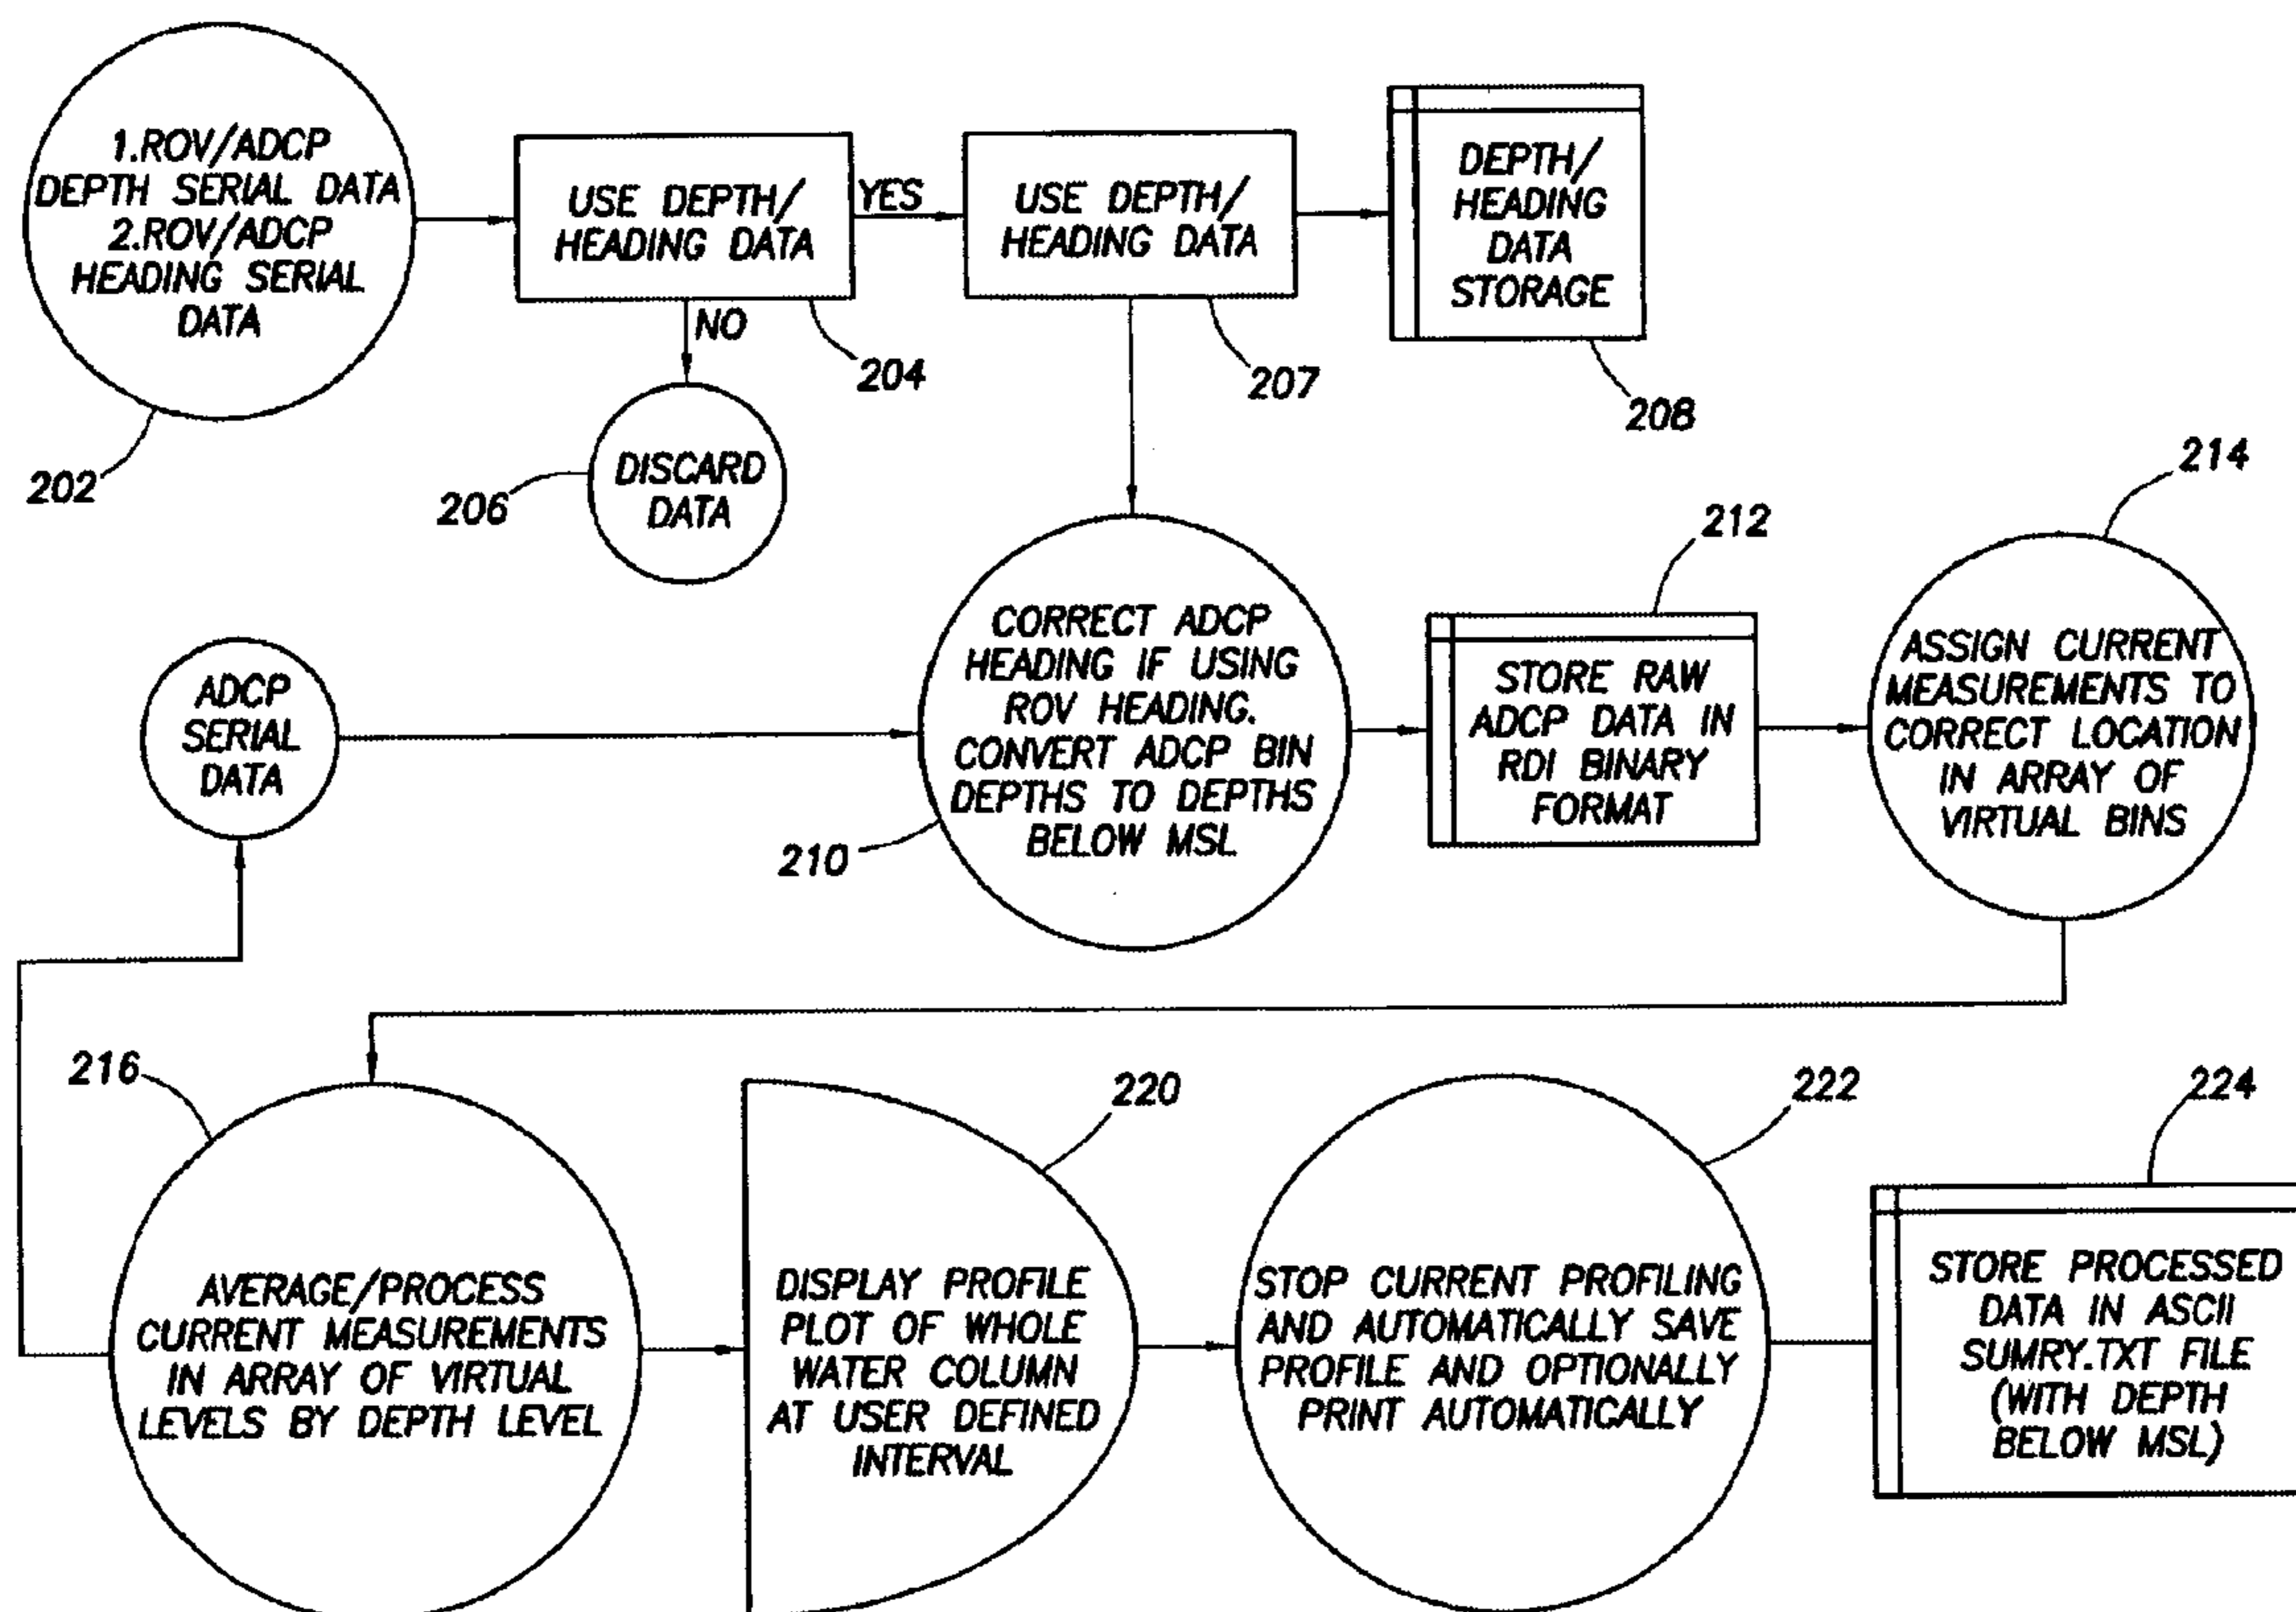 1.ROV/ADCP
DEPTH SERIAL DATA
2.ROV/ADCP
HEADING SERIAL
DATA
202
USE DEPTH/
HEADING DATA
YES
NO
204
DISCARD
DATA
206
USE DEPTH/
HEADING DATA
207
DEPTH/
HEADING
DATA
STORAGE
208
ADCP
SERIAL
DATA
CORRECT ADCP
HEADING IF USING
ROV HEADING.
CONVERT ADCP BIN
DEPTHS TO DEPTHS
BELOW MSL
210
212
STORE RAW
ADCP DATA IN
RDI BINARY
FORMAT
214
ASSIGN CURRENT
MEASUREMENTS TO
CORRECT LOCATION
IN ARRAY OF
VIRTUAL BINS
216
AVERAGE/PROCESS
CURRENT MEASUREMENTS
IN ARRAY OF VIRTUAL
LEVELS BY DEPTH LEVEL
220
DISPLAY PROFILE
PLOT OF WHOLE
WATER COLUMN
AT USER DEFINED
INTERVAL
222
STOP CURRENT PROFILING
AND AUTOMATICALLY SAVE
PROFILE AND OPTIONALLY
PRINT AUTOMATICALLY
224
STORE PROCESSED
DATA IN ASCII
SUMRY.TXT FILE
(WITH DEPTH
BELOW MSL)